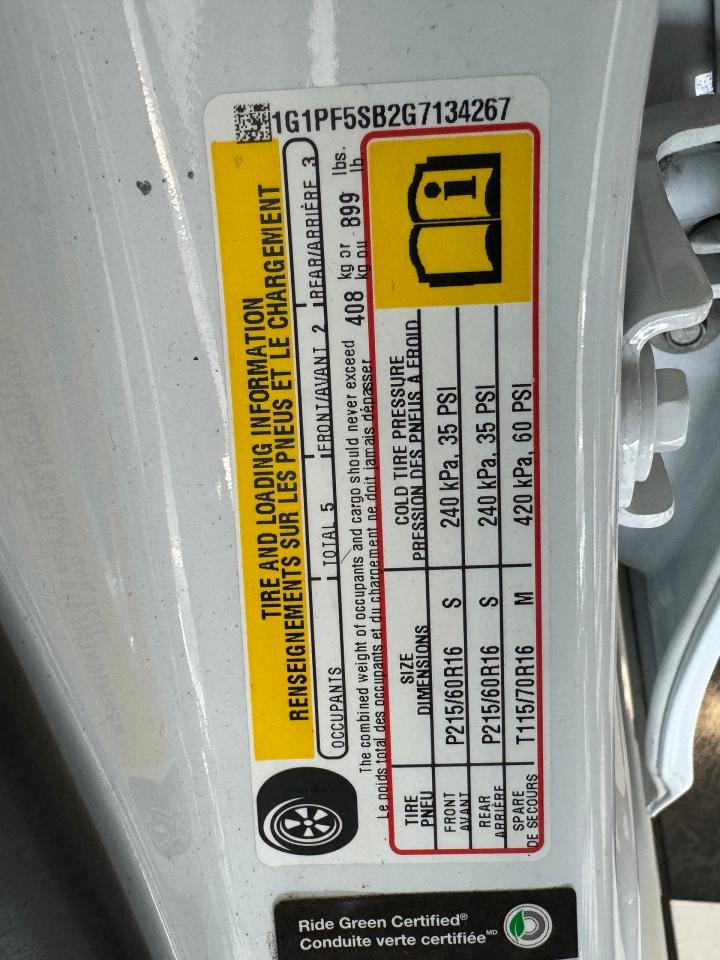 1G1PF5SB2G7134267
TIRE AND LOADING INFORMATION
RENSEIGNEMENTS SUR LES PNEUS ET LE CHARGEMENT
OCCUPANTS TOTAL 5 FRONT/AVANT 2 REAR/ARRIÈRE 3
The combined weight of occupants and cargo should never exceed 408 kg or 899 lbs.
Le poids total des occupants et du chargement ne doit jamais dépasser kg ou lb.
TIRE SIZE COLD TIRE PRESSURE
PNEU DIMENSIONS PRESSION DES PNEUS À FROID
FRONT P215/60R16 S 240 kPa, 35 PSI
AVANT
REAR P215/60R16 S 240 kPa, 35 PSI
ARRIÈRE
SPARE T115/70R16 M 420 kPa, 60 PSI
DE SECOURS
Ride Green Certified®
Conduite verte certifiée MD